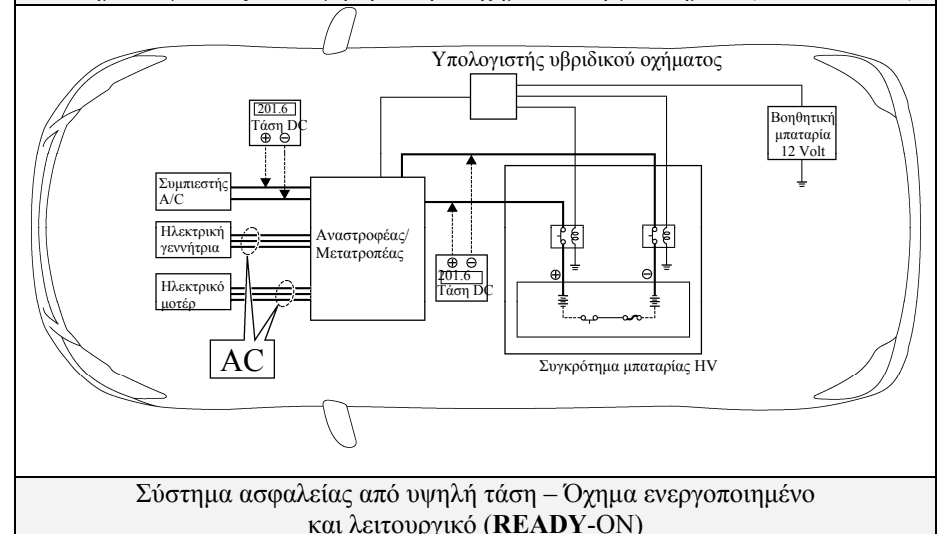 Υπολογιστής υβριδικού οχήματος
201.6
Τάση DC
⊕ ⊖
Βοηθητική
μπαταρία
12 Volt
Συμπιεστής
A/C
Ηλεκτρική
γεννήτρια
Ηλεκτρικό
μοτέρ
Αναστροφέας/
Μετατροπέας
⊕ ⊖
201.6
Τάση DC
⊕ ⊖
AC
Συγκρότημα μπαταρίας HV
Σύστημα ασφαλείας από υψηλή τάση – Όχημα ενεργοποιημένο
και λειτουργικό (READY-ON)